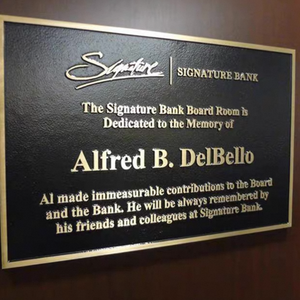 Signature | SIGNATURE BANK
The Signature Bank Board Room Is
Dedicated to the Memory of
Alfred B. DelBello
Al made immeasurable contributions to the Board
and the Bank. He will be always remembered by
his friends and colleagues at Signature Bank.